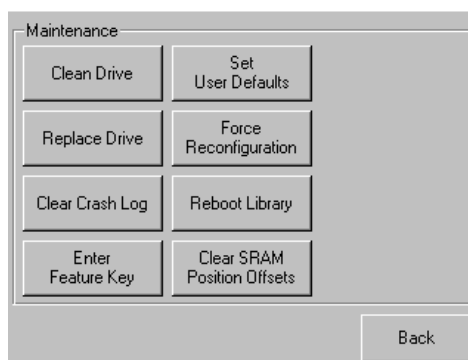 Maintenance
Clean Drive
Set
User Defaults
Replace Drive
Force
Reconfiguration
Clear Crash Log
Reboot Library
Enter
Feature Key
Clear SRAM
Position Offsets
Back